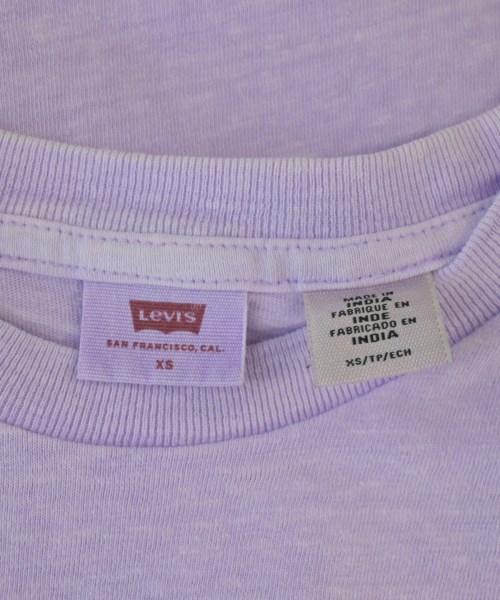 Levi's
SAN FRANCISCO, CAL.
XS
MADE IN
INDIA
FABRIQUE EN
INDE
FABRICADO EN
INDIA
XS/TP/ECH